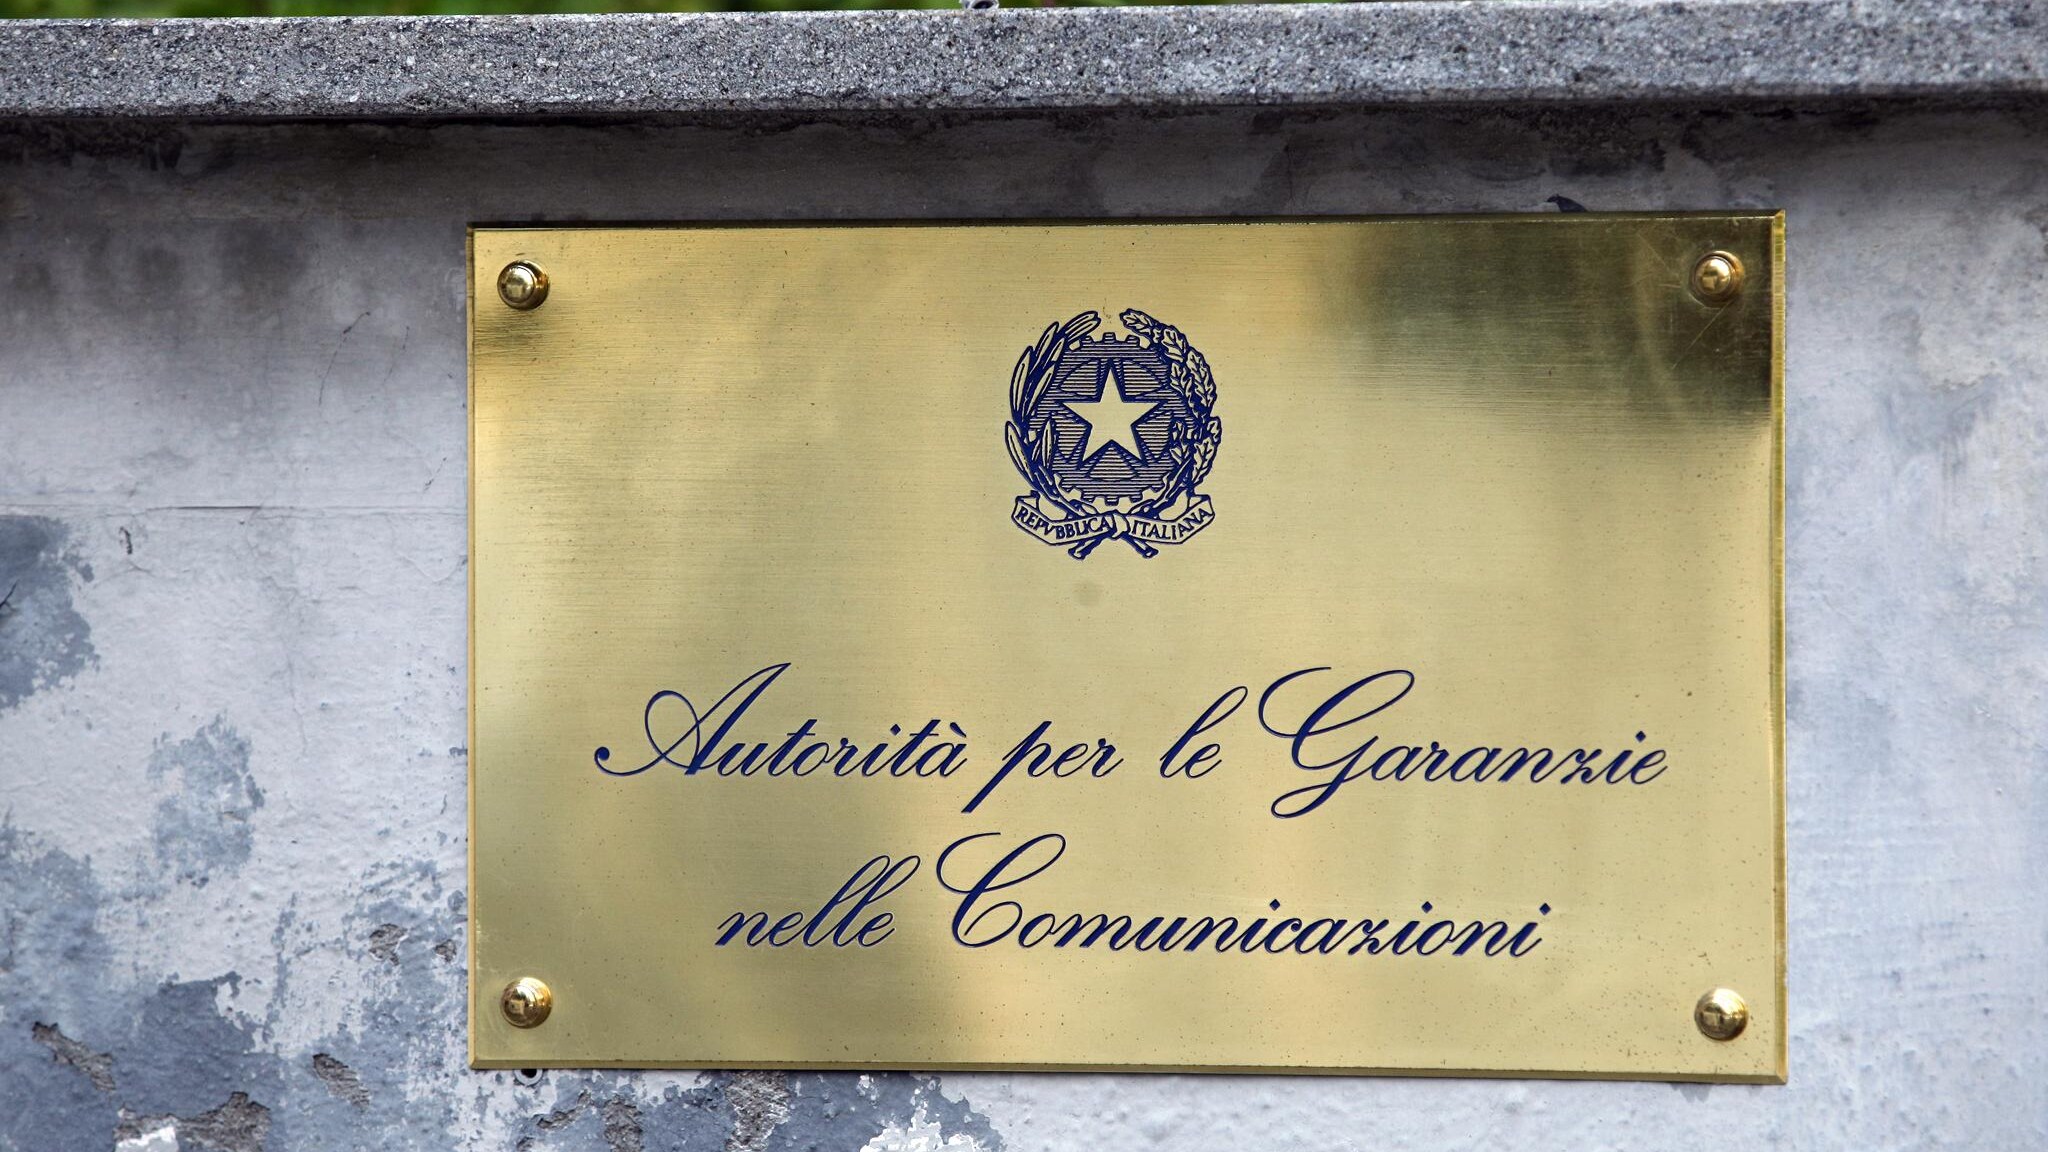 REPVBBLICA ITALIANA
Autorità per le Garanzie
nelle Comunicazioni